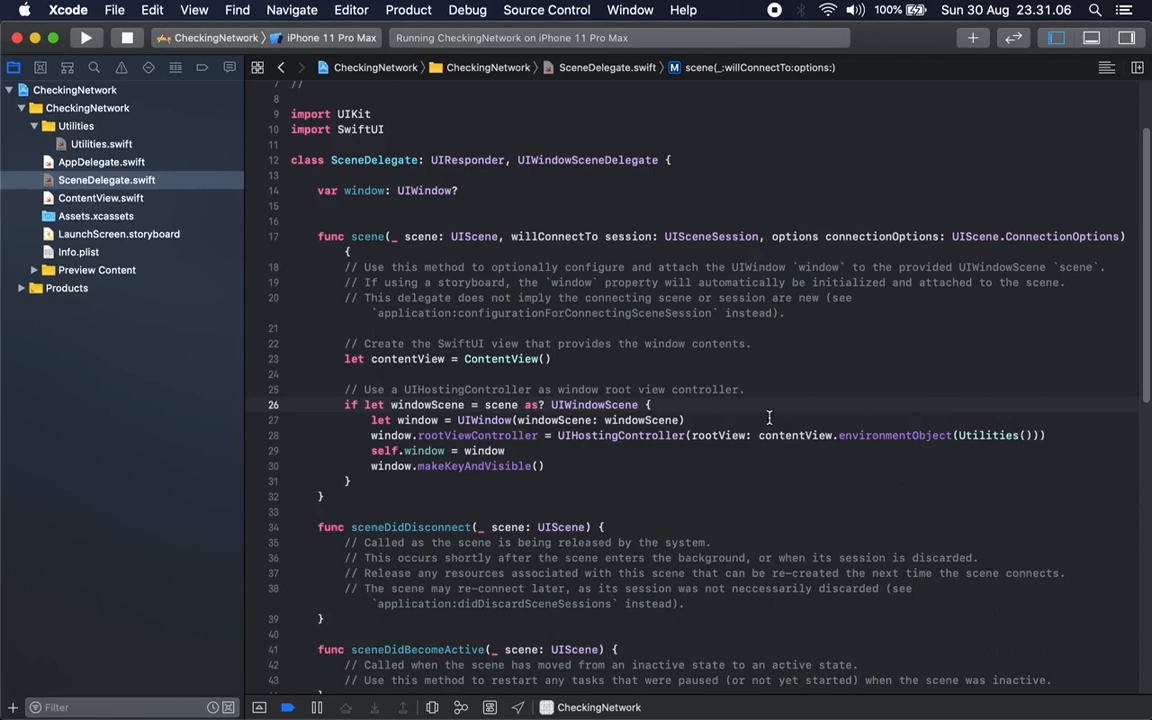 Xcode File Edit View Find Navigate Editor Product Debug Source Control Window Help 100% Sun 30 Aug 23.31.06
CheckingNetwork iPhone 11 Pro Max Running CheckingNetwork on iPhone 11 Pro Max
CheckingNetwork CheckingNetwork SceneDelegate.swift M scene(_:willConnectTo:options:)
CheckingNetwork
CheckingNetwork
Utilities
Utilities.swift
AppDelegate.swift
SceneDelegate.swift
ContentView.swift
Assets.xcassets
LaunchScreen.storyboard
Info.plist
Preview Content
Products
7 //
8
9 import UIKit
10 import SwiftUI
11
12 class SceneDelegate: UIResponder, UIWindowSceneDelegate {
13
14 var window: UIWindow?
15
16
17 func scene(_ scene: UIScene, willConnectTo session: UISceneSession, options connectionOptions: UIScene.ConnectionOptions)
{
18 // Use this method to optionally configure and attach the UIWindow `window` to the provided UIWindowScene `scene`.
19 // If using a storyboard, the `window` property will automatically be initialized and attached to the scene.
20 // This delegate does not imply the connecting scene or session are new (see
`application:configurationForConnectingSceneSession` instead).
21
22 // Create the SwiftUI view that provides the window contents.
23 let contentView = ContentView()
24
25 // Use a UIHostingController as window root view controller.
26 if let windowScene = scene as? UIWindowScene {
27 let window = UIWindow(windowScene: windowScene)
28 window.rootViewController = UIHostingController(rootView: contentView.environmentObject(Utilities()))
29 self.window = window
30 window.makeKeyAndVisible()
31 }
32 }
33
34 func sceneDidDisconnect(_ scene: UIScene) {
35 // Called as the scene is being released by the system.
36 // This occurs shortly after the scene enters the background, or when its session is discarded.
37 // Release any resources associated with this scene that can be re-created the next time the scene connects.
38 // The scene may re-connect later, as its session was not neccessarily discarded (see
`application:didDiscardSceneSessions` instead).
39 }
40
41 func sceneDidBecomeActive(_ scene: UIScene) {
42 // Called when the scene has moved from an inactive state to an active state.
43 // Use this method to restart any tasks that were paused (or not yet started) when the scene was inactive.
Filter CheckingNetwork